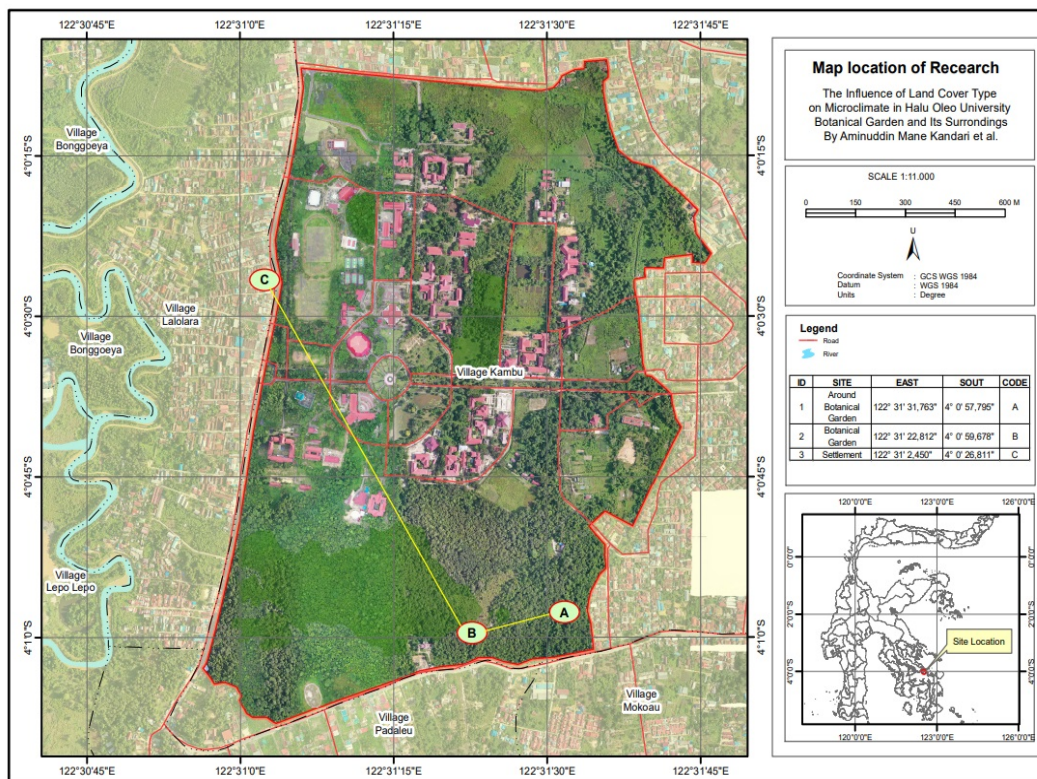 122°30'45"E 122°31'0"E 122°31'15"E 122°31'30"E 122°31'45"E
4°0'15"S
4°0'30"S
4°0'45"S
4°1'0"S
4°0'15"S
4°0'30"S
4°0'45"S
4°1'0"S
Village
Bonggoeya
Village
Lalolara
Village
Bonggoeya
Village
Lepo Lepo
C
Village Kambu
B
A
Village
Padaleu
Village
Mokoau
122°30'45"E 122°31'0"E 122°31'15"E 122°31'30"E 122°31'45"E
Map location of Recearch
The Influence of Land Cover Type
on Microclimate in Halu Oleo University
Botanical Garden and Its Surrondings
By Aminuddin Mane Kandari et al.
SCALE 1:11.000
0 150 300 450 600 M
U
Coordinate System : GCS WGS 1984
Datum : WGS 1984
Units : Degree
Legend
Road
River
ID SITE EAST SOUT CODE
1 Around Botanical Garden 122° 31' 31,763" 4° 0' 57,795" A
2 Botanical Garden 122° 31' 22,812" 4° 0' 59,678" B
3 Settlement 122° 31' 2,450" 4° 0' 26,811" C
120°0'0"E 123°0'0"E 126°0'0"E
0°0'0"
2°0'0"S
4°0'0"S
0°0'0"
2°0'0"S
4°0'0"S
Site Location
120°0'0"E 123°0'0"E 126°0'0"E